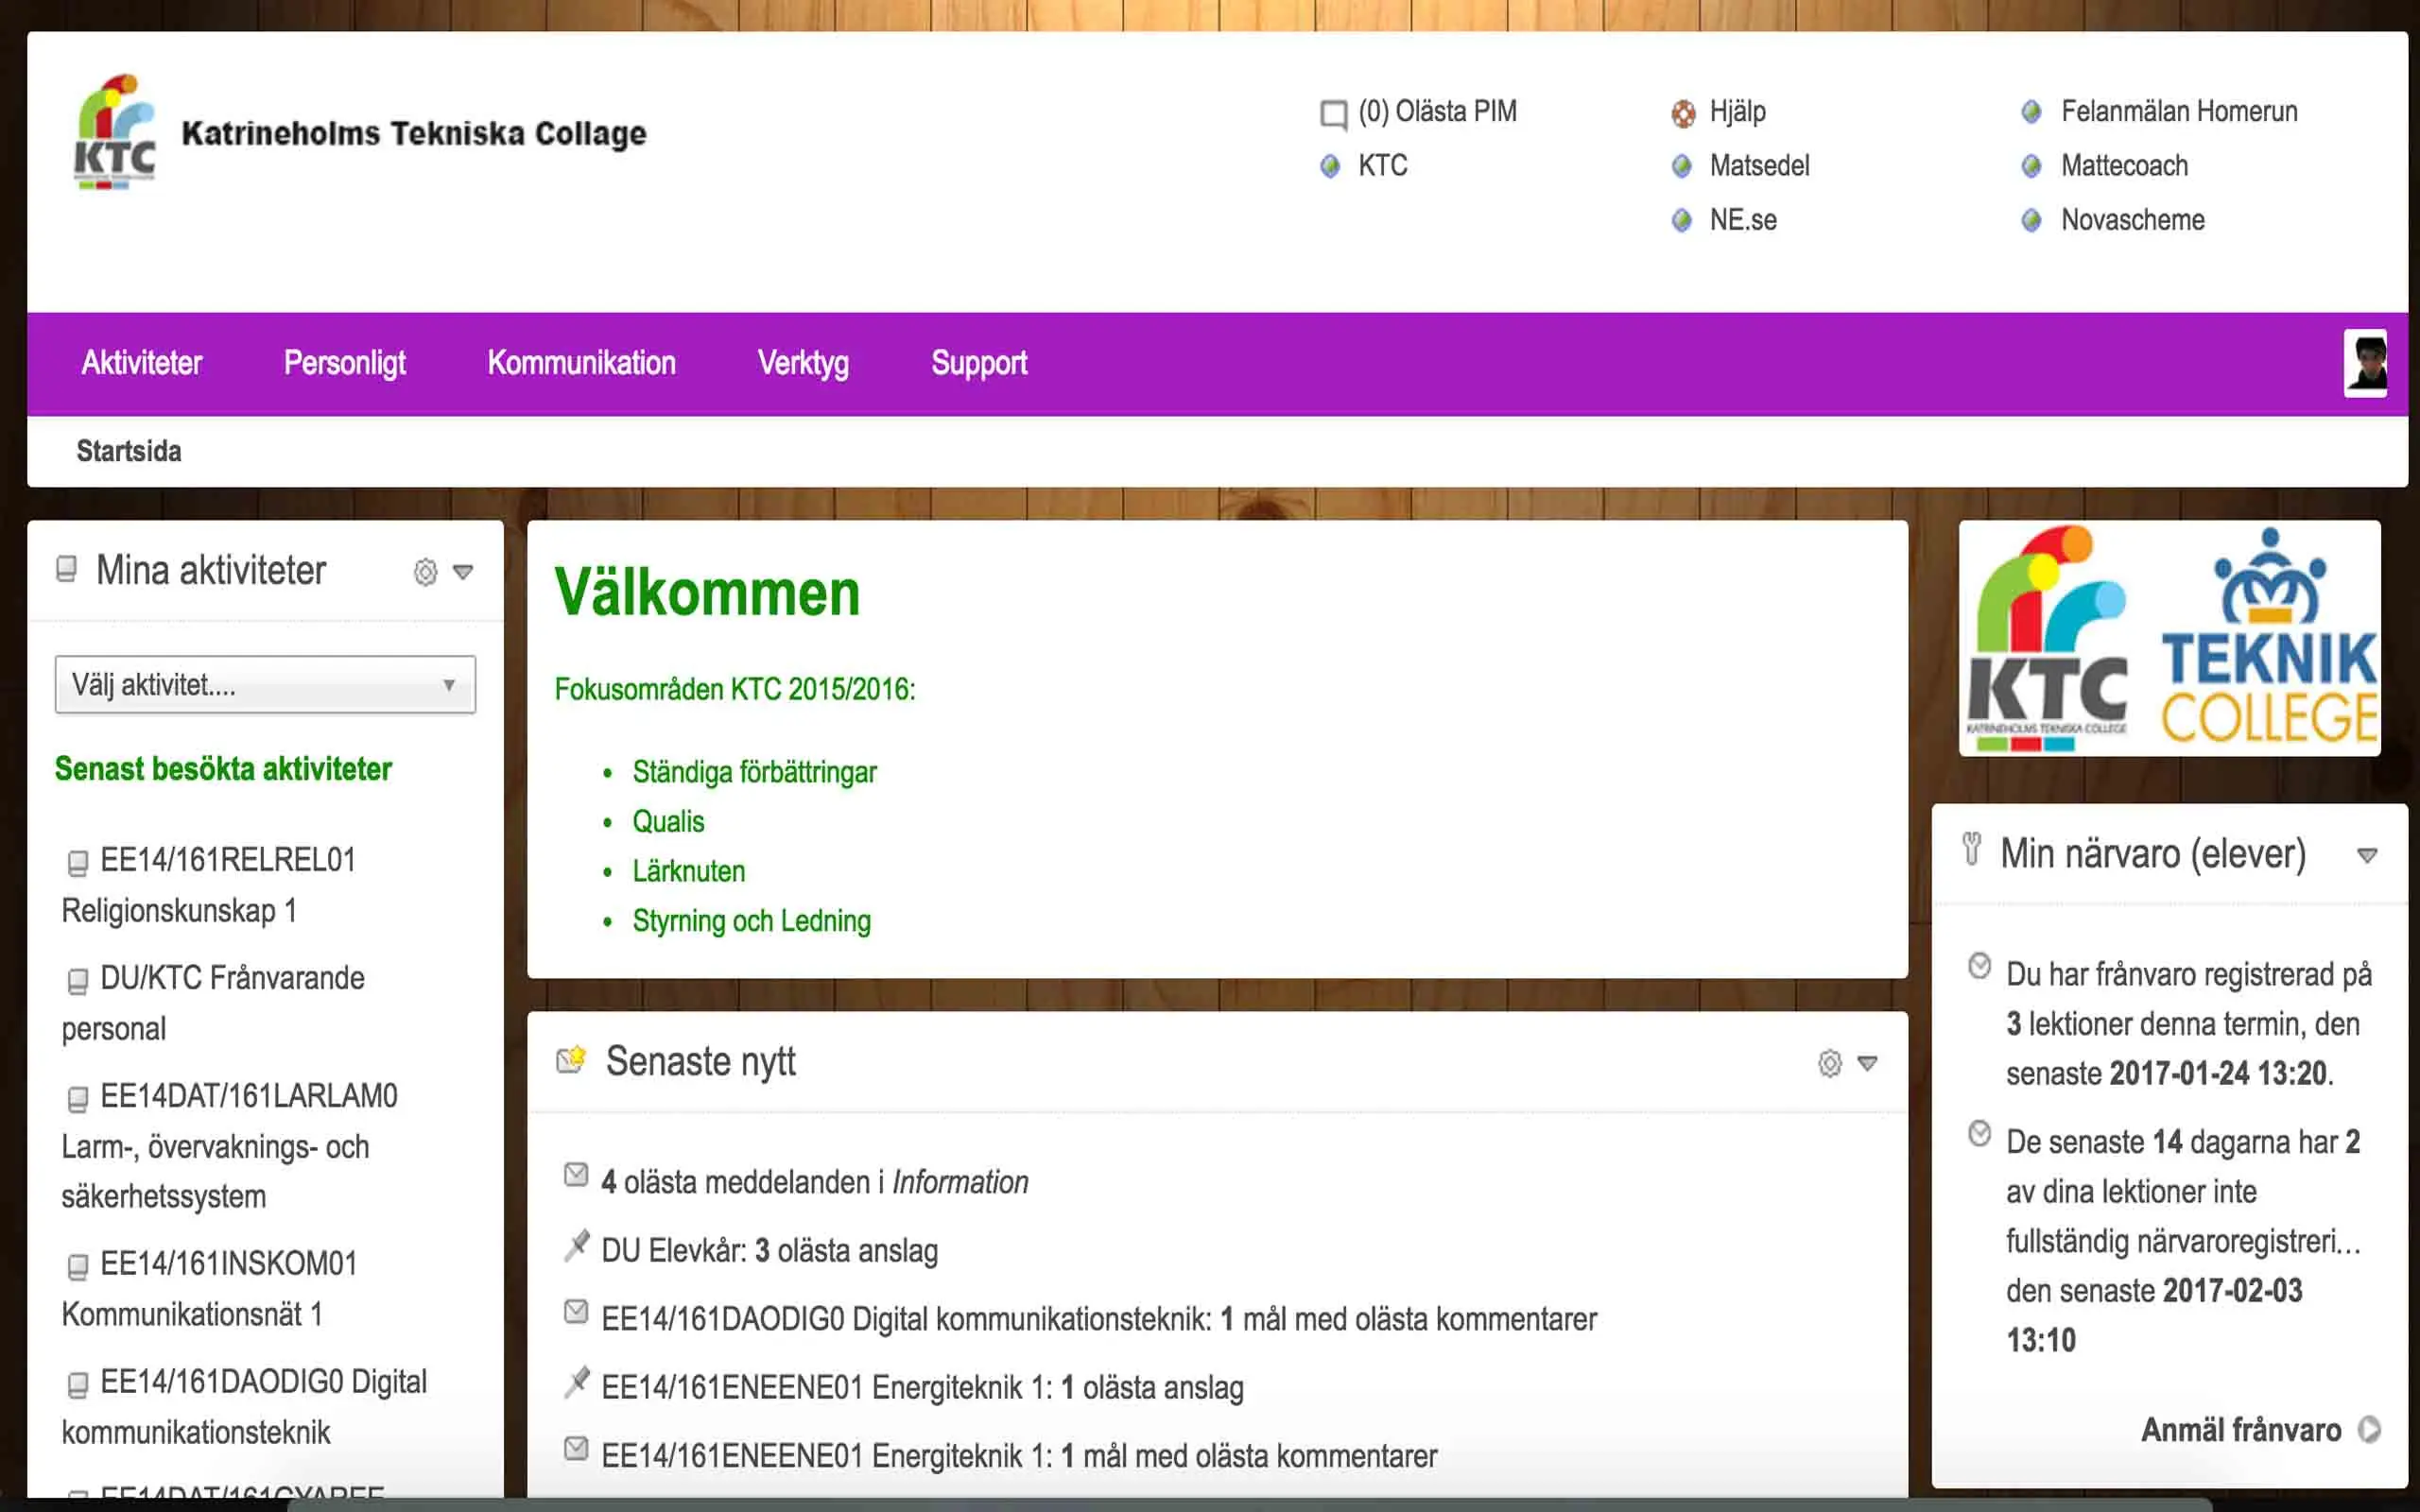 KTC
Katrineholms Tekniska Collage
(0) Olästa PIM
KTC
Hjälp
Matsedel
NE.se
Felanmälan Homerun
Mattecoach
Novascheme
Aktiviteter Personligt Kommunikation Verktyg Support
Startsida
Mina aktiviteter
Välj aktivitet....
Senast besökta aktiviteter
EE14/161RELREL01
Religionskunskap 1
DU/KTC Frånvarande
personal
EE14DAT/161LARLAM0
Larm-, övervaknings- och
säkerhetssystem
EE14/161INSKOM01
Kommunikationsnät 1
EE14/161DAODIG0 Digital
kommunikationsteknik
Välkommen
Fokusområden KTC 2015/2016:
• Ständiga förbättringar
• Qualis
• Lärknuten
• Styrning och Ledning
Senaste nytt
4 olästa meddelanden i Information
DU Elevkår: 3 olästa anslag
EE14/161DAODIG0 Digital kommunikationsteknik: 1 mål med olästa kommentarer
EE14/161ENEENE01 Energiteknik 1: 1 olästa anslag
EE14/161ENEENE01 Energiteknik 1: 1 mål med olästa kommentarer
KTC
KATRINEHOLMS TEKNISKA COLLEGE
TEKNIK
COLLEGE
Min närvaro (elever)
Du har frånvaro registrerad på
3 lektioner denna termin, den
senaste 2017-01-24 13:20.
De senaste 14 dagarna har 2
av dina lektioner inte
fullständig närvaroregistreri...
den senaste 2017-02-03
13:10
Anmäl frånvaro